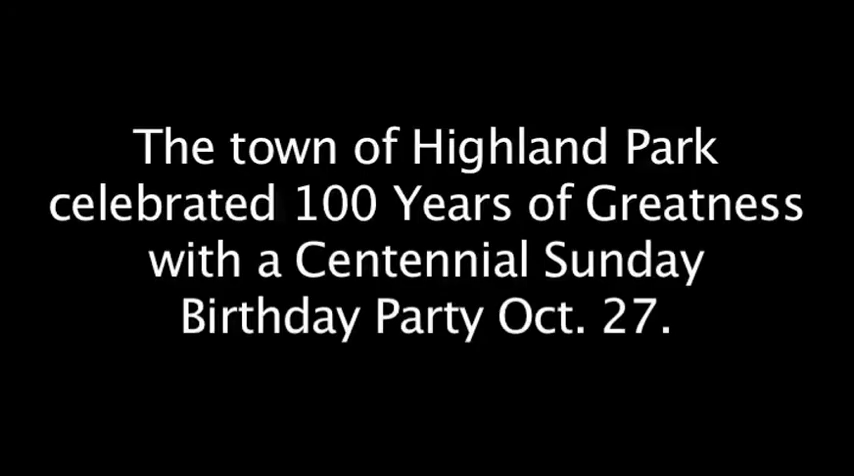 The town of Highland Park
celebrated 100 Years of Greatness
with a Centennial Sunday
Birthday Party Oct. 27.